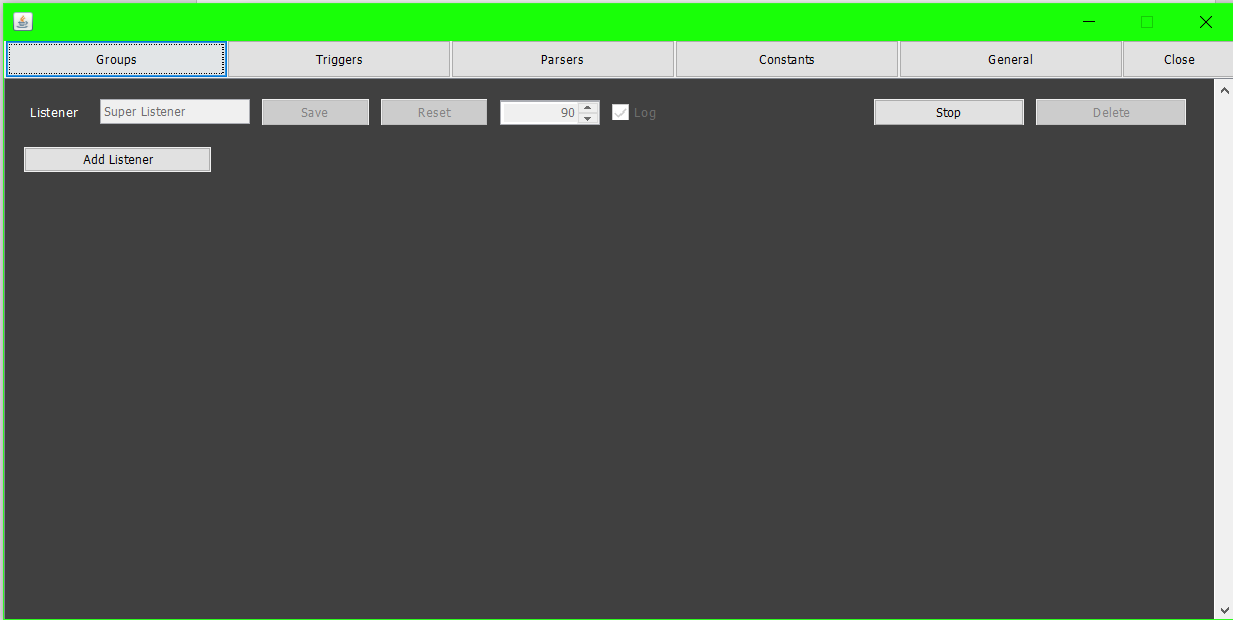 Groups Triggers Parsers Constants General Close
Listener Super Listener Save Reset 90 Log Stop Delete
Add Listener